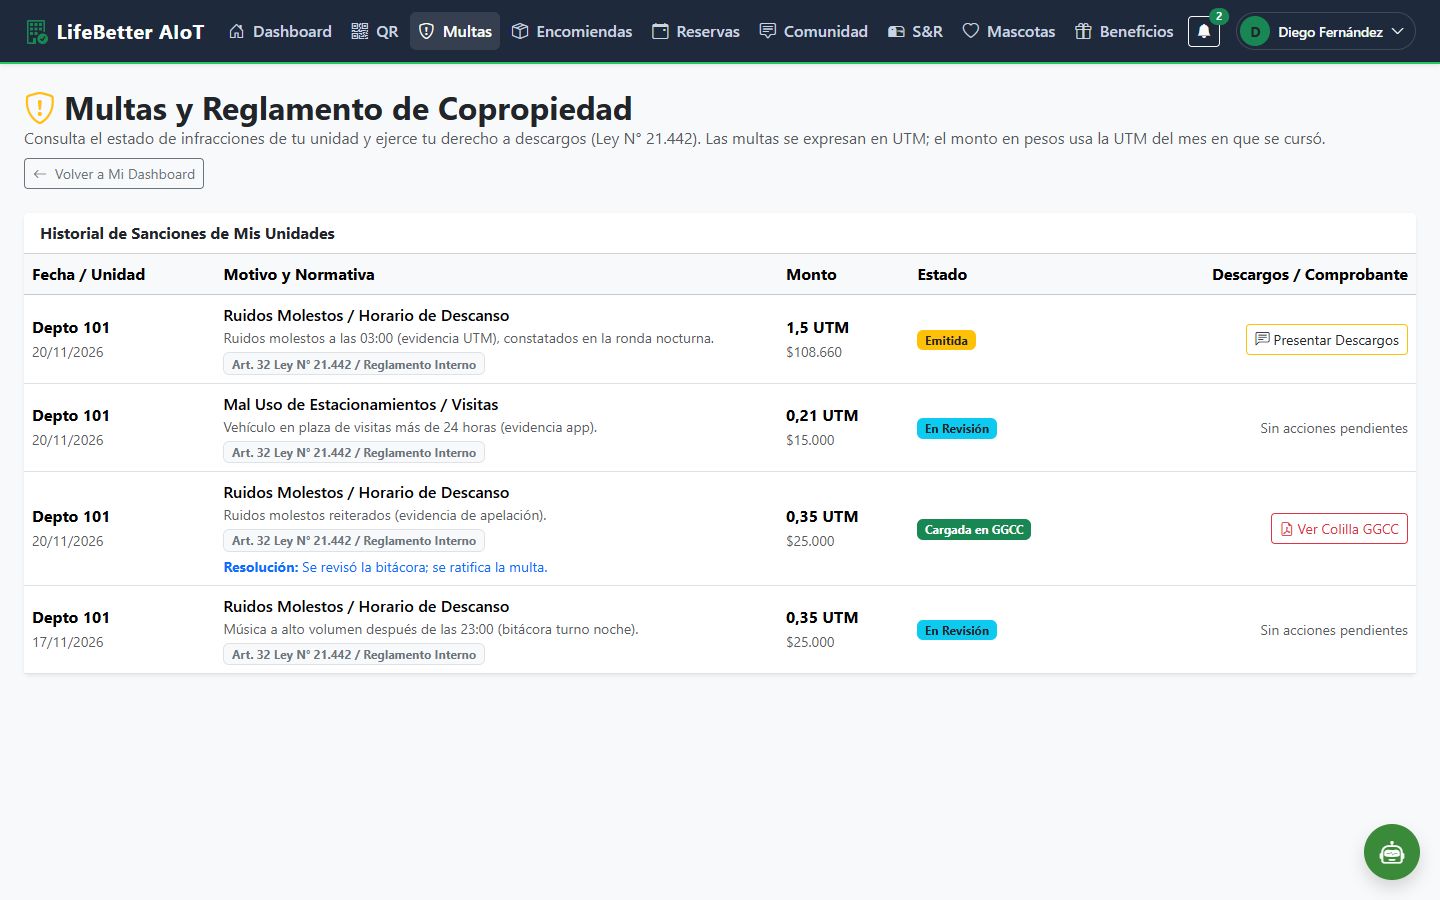 LifeBetter AIoT
Dashboard
QR
Multas
Encomiendas
Reservas
Comunidad
S&R
Mascotas
Beneficios
2
D
Diego Fernández
Multas y Reglamento de Copropiedad
Consulta el estado de infracciones de tu unidad y ejerce tu derecho a descargos (Ley N° 21.442). Las multas se expresan en UTM; el monto en pesos usa la UTM del mes en que se cursó.
Volver a Mi Dashboard
Historial de Sanciones de Mis Unidades
Fecha / Unidad
Motivo y Normativa
Monto
Estado
Descargos / Comprobante
Depto 101
20/11/2026
Ruidos Molestos / Horario de Descanso
Ruidos molestos a las 03:00 (evidencia UTM), constatados en la ronda nocturna.
Art. 32 Ley N° 21.442 / Reglamento Interno
1,5 UTM
$108.660
Emitida
Presentar Descargos
Depto 101
20/11/2026
Mal Uso de Estacionamientos / Visitas
Vehículo en plaza de visitas más de 24 horas (evidencia app).
Art. 32 Ley N° 21.442 / Reglamento Interno
0,21 UTM
$15.000
En Revisión
Sin acciones pendientes
Depto 101
20/11/2026
Ruidos Molestos / Horario de Descanso
Ruidos molestos reiterados (evidencia de apelación).
Art. 32 Ley N° 21.442 / Reglamento Interno
Resolución: Se revisó la bitácora; se ratifica la multa.
0,35 UTM
$25.000
Cargada en GGCC
Ver Colilla GGCC
Depto 101
17/11/2026
Ruidos Molestos / Horario de Descanso
Música a alto volumen después de las 23:00 (bitácora turno noche).
Art. 32 Ley N° 21.442 / Reglamento Interno
0,35 UTM
$25.000
En Revisión
Sin acciones pendientes